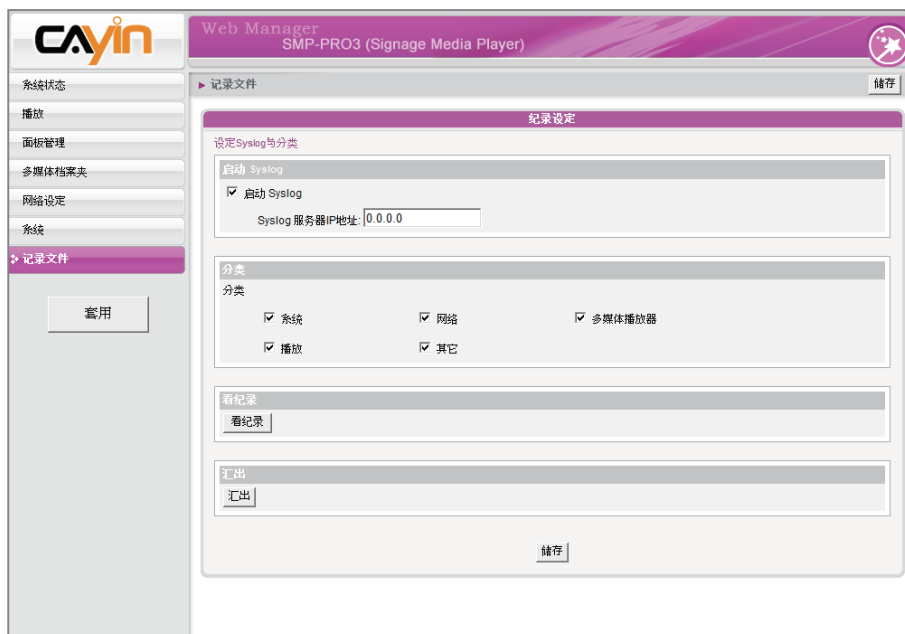 CAYIN
Web Manager
SMP-PRO3 (Signage Media Player)
系统状态
播放
面板管理
多媒体档案夹
网络设定
系统
记录文件
套用
记录文件
储存
纪录设定
设定Syslog与分类
启动 Syslog
启动 Syslog
Syslog 服务器IP地址: 0.0.0.0
分类
分类
系统 网络 多媒体播放器
播放 其它
看纪录
看纪录
汇出
汇出
储存